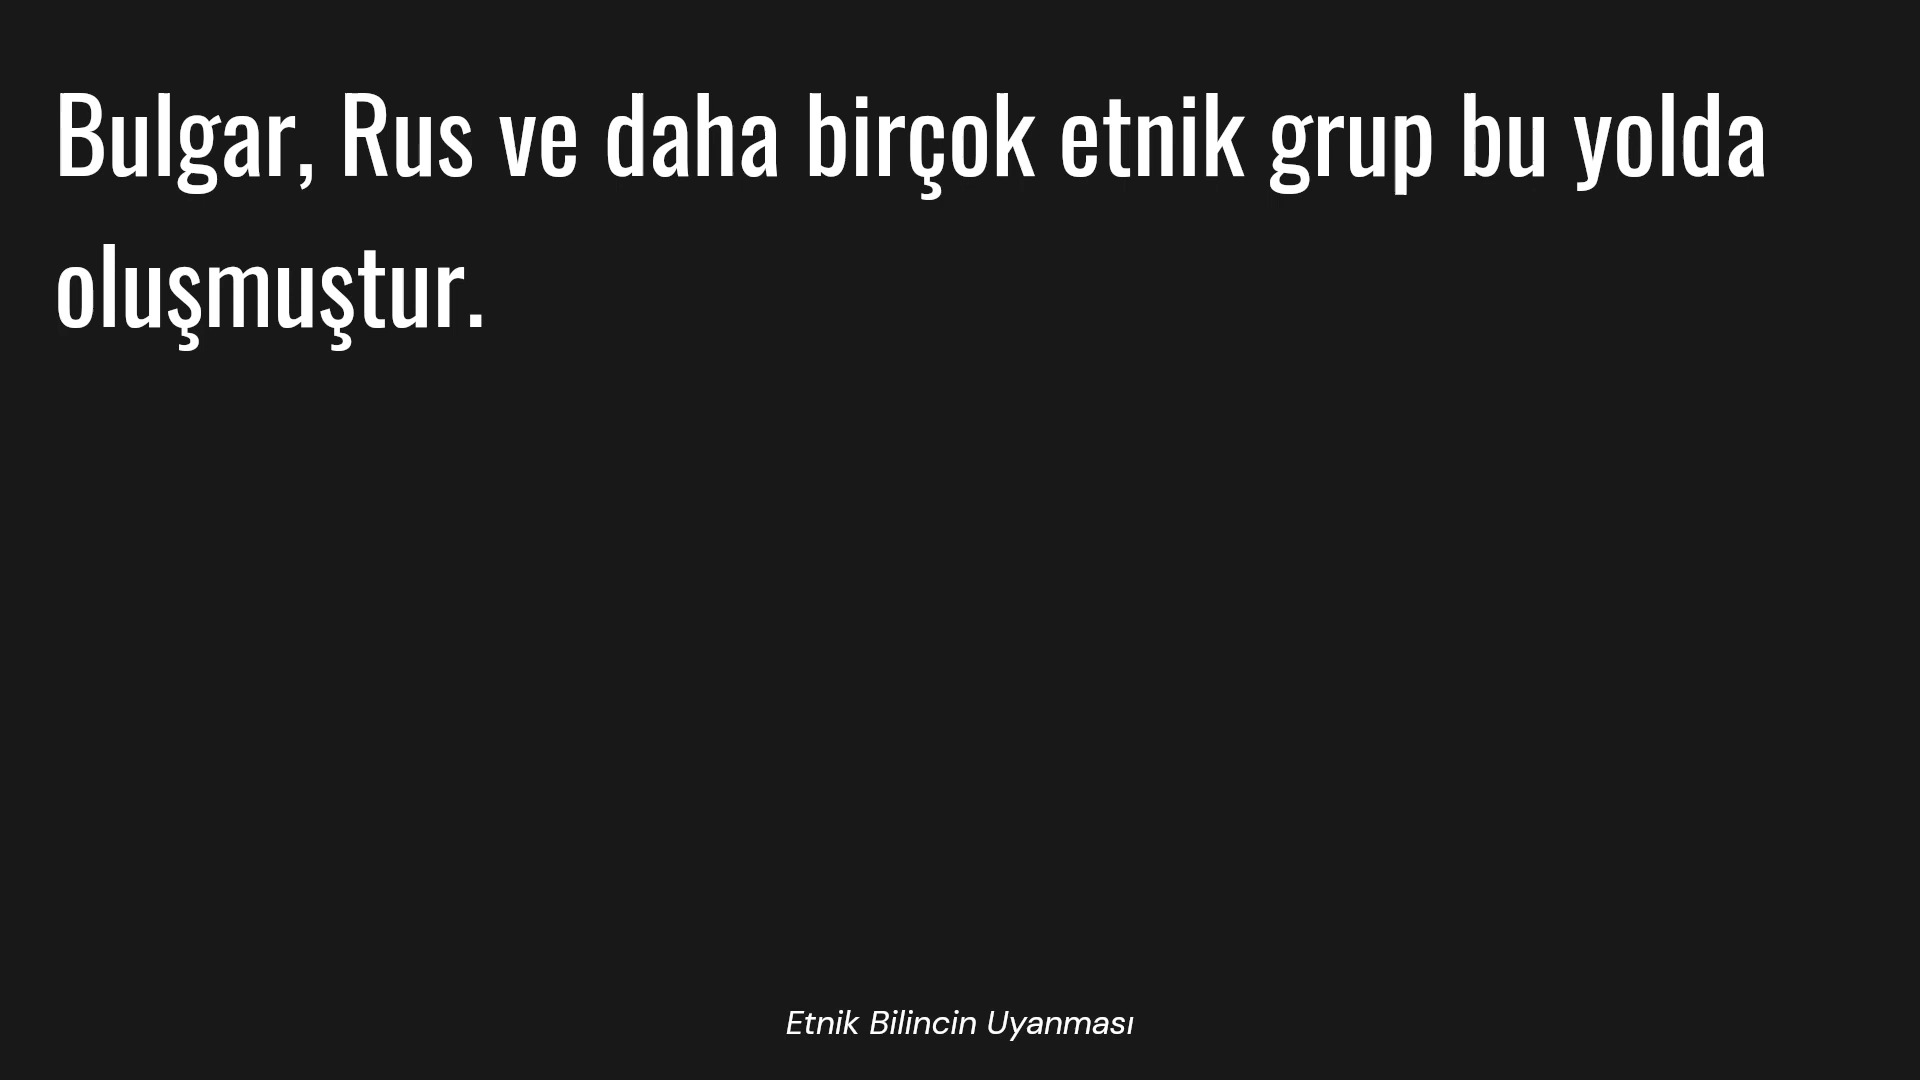 Bulgar, Rus ve daha birçok etnik grup bu yolda
oluşmuştur.
Etnik Bilincin Uyanması